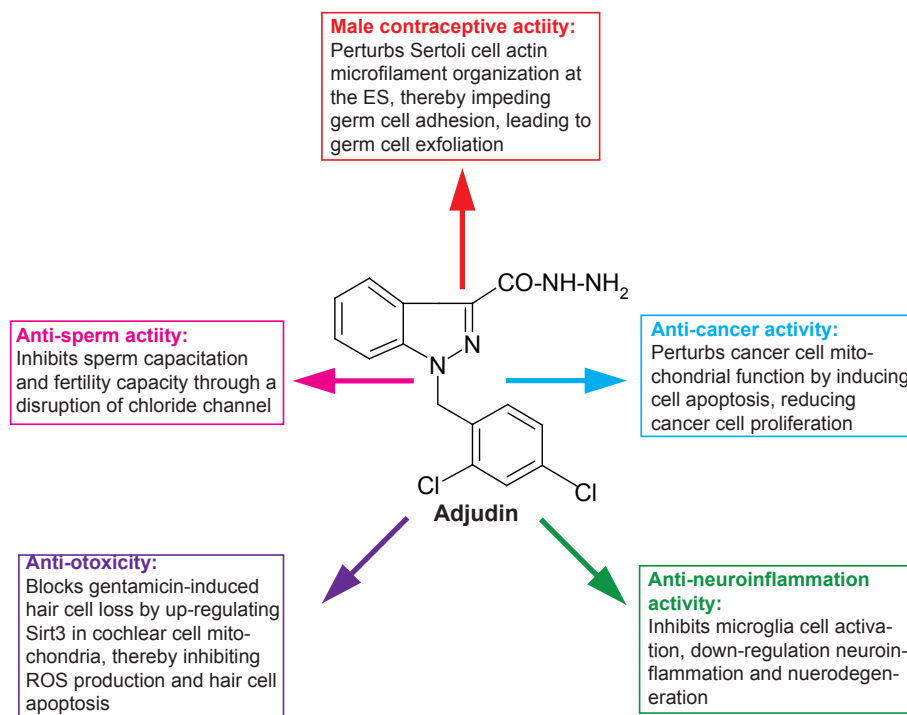 Male contraceptive actiity:
Perturbs Sertoli cell actin
microfilament organization at
the ES, thereby impeding
germ cell adhesion, leading to
germ cell exfoliation
CO-NH-NH2
N
N
Cl
Cl
Adjudin
Anti-sperm actiity:
Inhibits sperm capacitation
and fertility capacity through a
disruption of chloride channel
Anti-cancer activity:
Perturbs cancer cell mito-
chondrial function by inducing
cell apoptosis, reducing
cancer cell proliferation
Anti-otoxicity:
Blocks gentamicin-induced
hair cell loss by up-regulating
Sirt3 in cochlear cell mito-
chondria, thereby inhibiting
ROS production and hair cell
apoptosis
Anti-neuroinflammation
activity:
Inhibits microglia cell activa-
tion, down-regulation neuroin-
flammation and nuerodegen-
eration